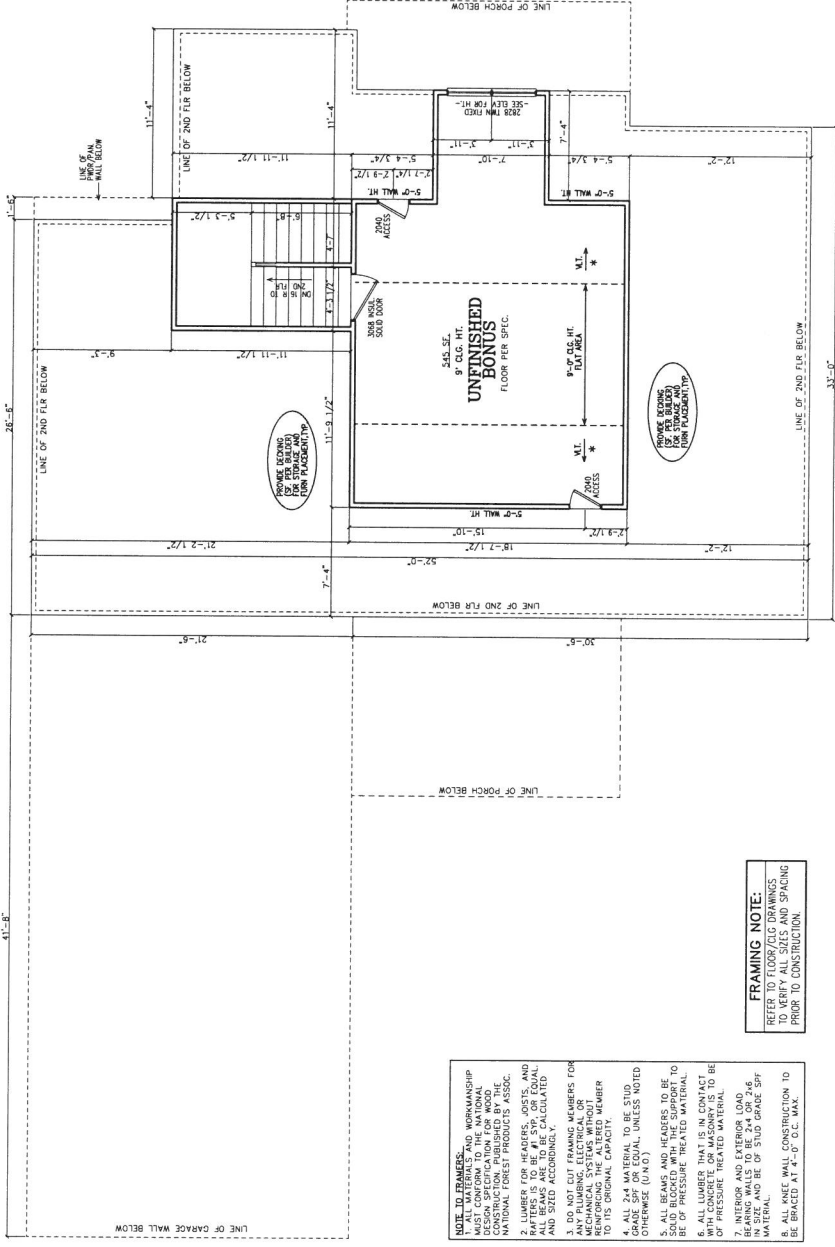 LINE OF PORCH BELOW
11'-4"
LINE OF 2ND FLR BELOW
11'-4"
LINE OF
PWDR/PAN.
WALL BELOW
1'-6"
2828 TWIN FIXED
-SEE ELEV FOR HT.-
3'-11"
3'-11"
7'-4"
11'-11 1/2"
5'-4 3/4"
7'-10"
5'-4 3/4"
12'-2"
2'-7 1/4"
2'-9 1/2"
5'-0" WALL HT.
5'-0" WALL HT.
5'-3 1/2"
6'-8"
2040
ACCESS
4'-7"
DN 16 R TO
2ND FLR
4'-3 1/2"
VLT.
*
26'-6"
9'-3"
11'-11 1/2"
3068 INSUL.
SOLID DOOR
545 SF.
9' CLG. HT.
UNFINISHED
BONUS
FLOOR PER SPEC.
9'-0" CLG. HT.
FLAT AREA
LINE OF 2ND FLR BELOW
LINE OF 2ND FLR BELOW
33'-0"
PROVIDE DECKING
(SF. PER BUILDER)
FOR STORAGE AND
FURN PLACEMENT,TYP.
11'-9 1/2"
PROVIDE DECKING
(SF. PER BUILDER)
FOR STORAGE AND
FURN PLACEMENT,TYP.
VLT.
*
2040
ACCESS
5'-0" WALL HT.
15'-10"
2'-9 1/2"
21'-2 1/2"
18'-7 1/2"
12'-2"
52'-0"
7'-4"
LINE OF 2ND FLR BELOW
21'-6"
30'-6"
LINE OF PORCH BELOW
41'-8"
LINE OF GARAGE WALL BELOW
FRAMING NOTE:
REFER TO FLOOR/CLG DRAWINGS
TO VERIFY ALL SIZES AND SPACING
PRIOR TO CONSTRUCTION.
NOTE TO FRAMERS:
1. ALL MATERIALS AND WORKMANSHIP
MUST CONFORM TO THE NATIONAL
DESIGN SPECIFICATION FOR WOOD
CONSTRUCTION, PUBLISHED BY THE
NATIONAL FOREST PRODUCTS ASSOC.
2. LUMBER FOR HEADERS, JOISTS, AND
RAFTERS IS TO BE #1 SYP, OR EQUAL.
ALL BEAMS ARE TO BE CALCULATED
AND SIZED ACCORDINGLY.
3. DO NOT CUT FRAMING MEMBERS FOR
ANY PLUMBING, ELECTRICAL OR
MECHANICAL SYSTEMS WITHOUT
REINFORCING THE ALTERED MEMBER
TO ITS ORIGINAL CAPACITY.
4. ALL 2x4 MATERIAL TO BE STUD
GRADE SPF OR EQUAL, UNLESS NOTED
OTHERWISE (U.N.O.)
5. ALL BEAMS AND HEADERS TO BE
SOLID BLOCKED WITH THE SUPPORT TO
BE OF PRESSURE TREATED MATERIAL.
6. ALL LUMBER THAT IS IN CONTACT
WITH CONCRETE OR MASONRY IS TO BE
OF PRESSURE TREATED MATERIAL.
7. INTERIOR AND EXTERIOR LOAD
BEARING WALLS TO BE 2x4 OR 2x6
IN SIZE AND BE OF STUD GRADE SPF
MATERIAL.
8. ALL KNEE WALL CONSTRUCTION TO
BE BRACED AT 4'-0" O.C. MAX.